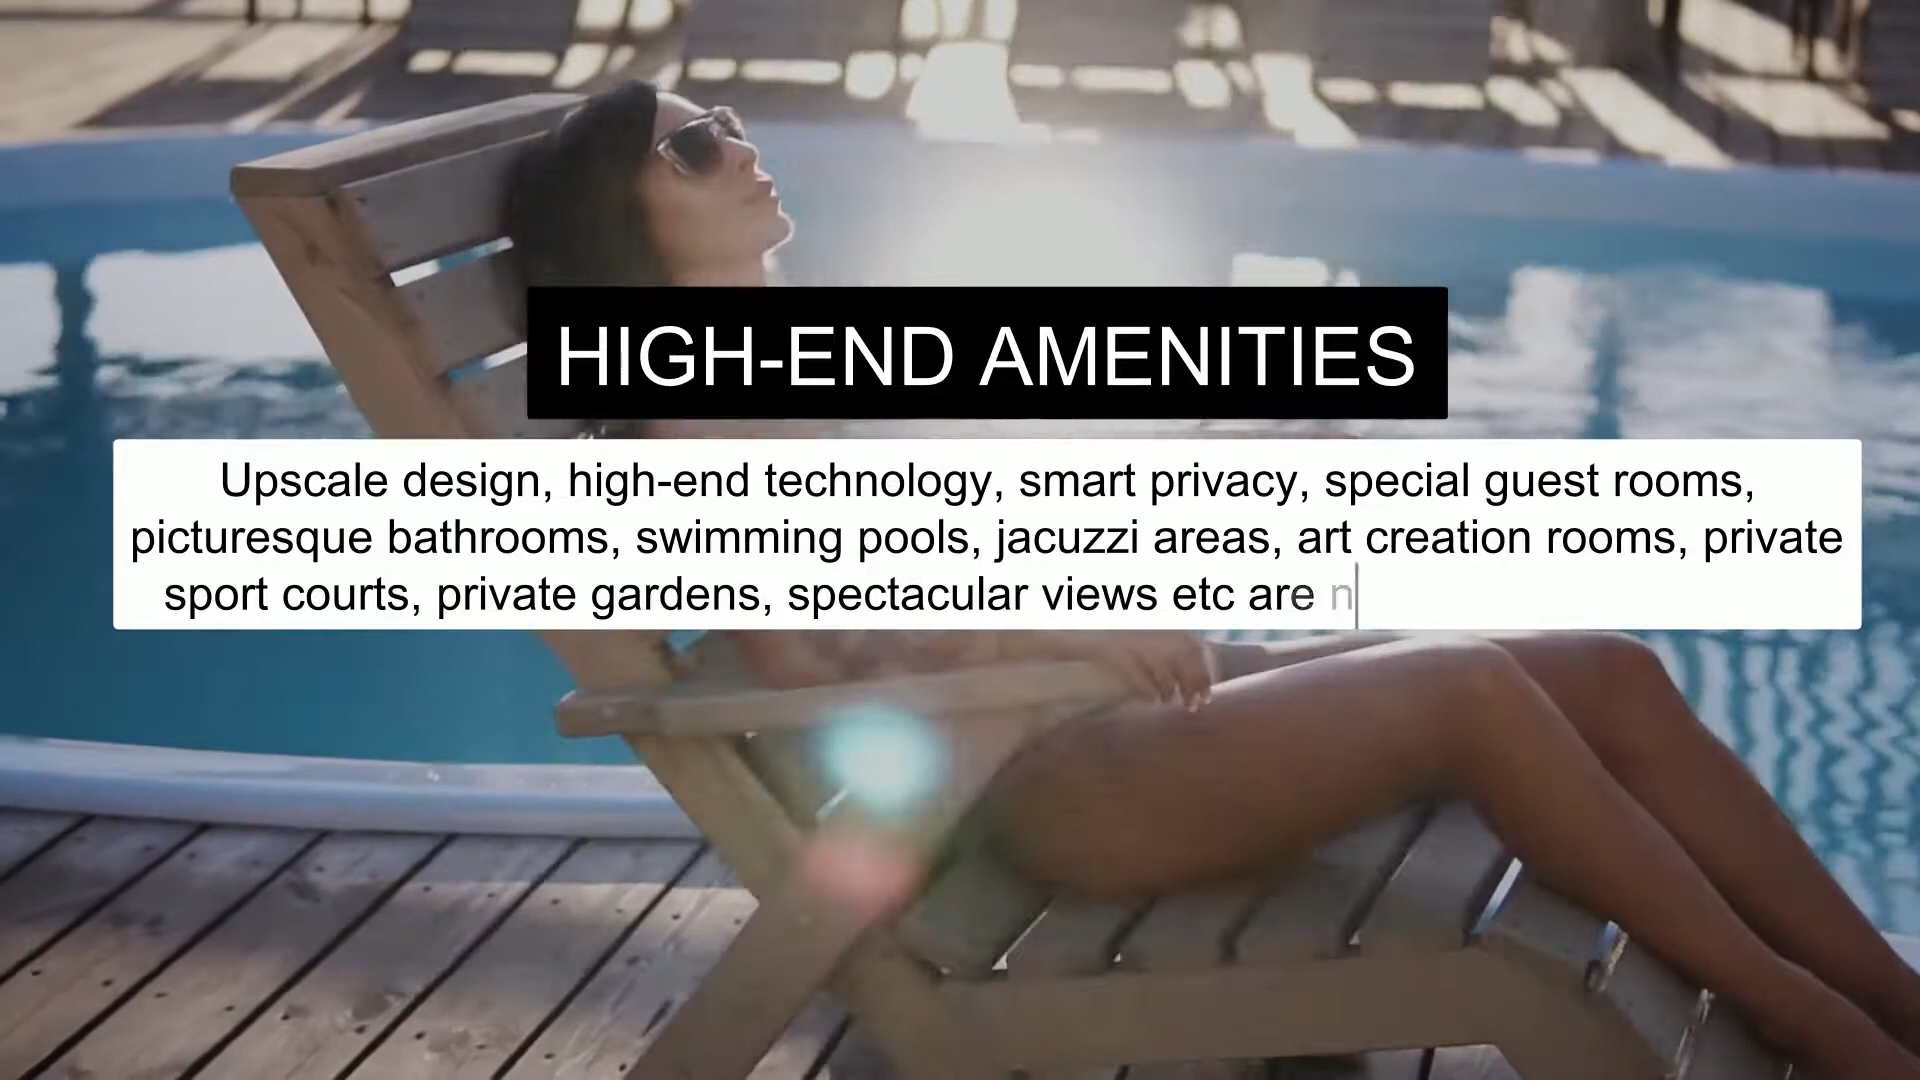 HIGH-END AMENITIES
Upscale design, high-end technology, smart privacy, special guest rooms,
picturesque bathrooms, swimming pools, jacuzzi areas, art creation rooms, private
sport courts, private gardens, spectacular views etc are n